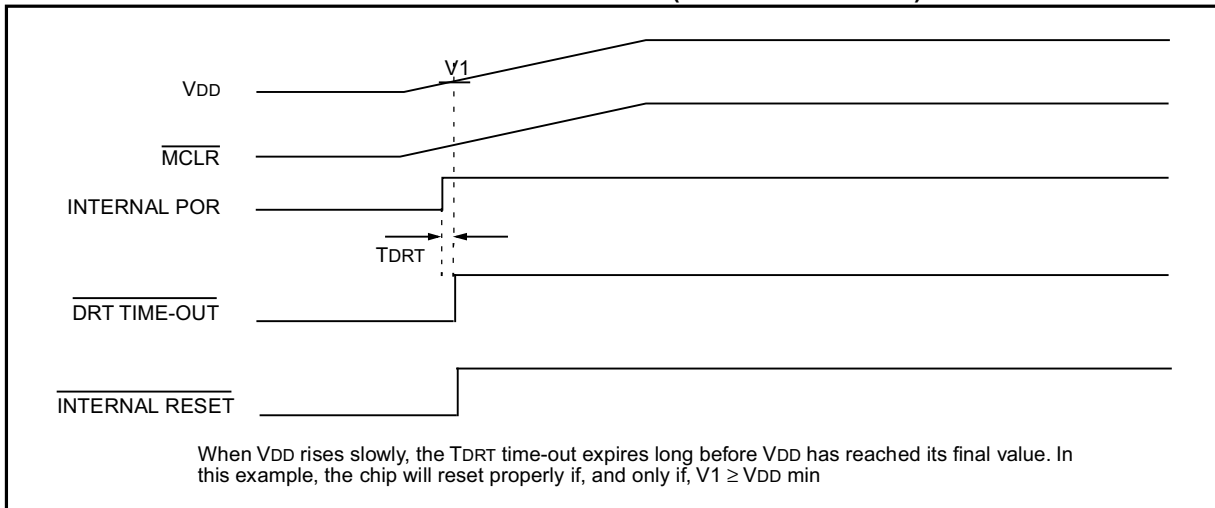 V1
VDD
MCLR
INTERNAL POR
TDRT
DRT TIME-OUT
INTERNAL RESET
When VDD rises slowly, the TDRT time-out expires long before VDD has reached its final value. In
this example, the chip will reset properly if, and only if, V1 ≥ VDD min